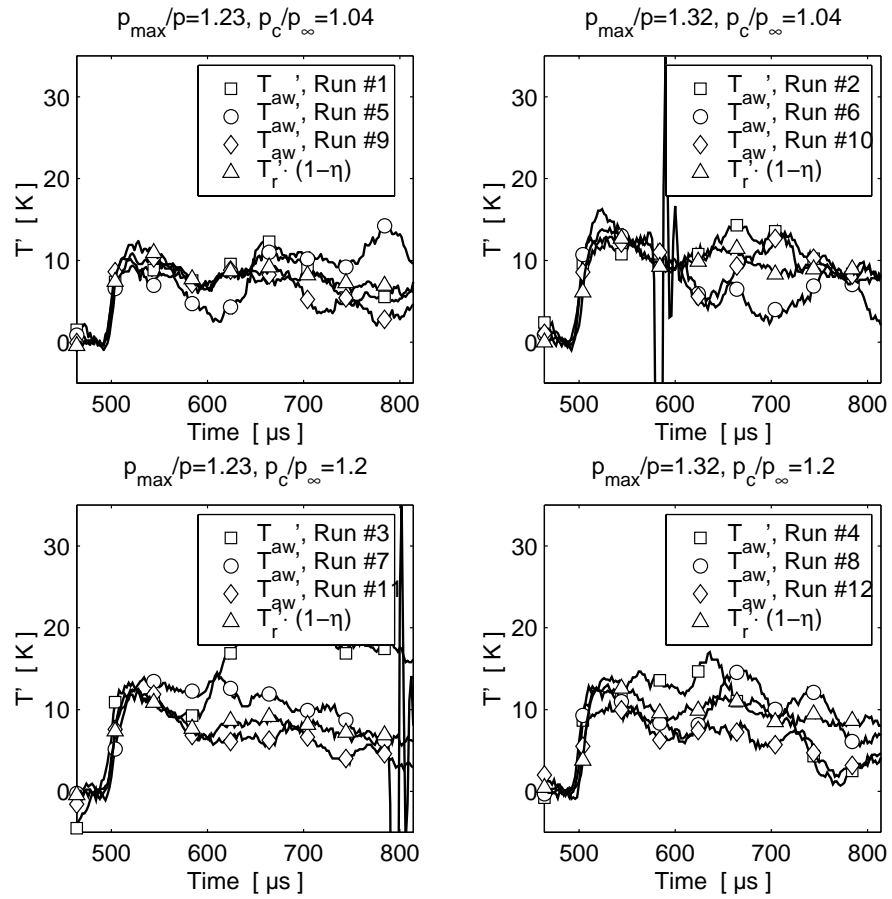 p_max/p=1.23, p_c/p_∞=1.04
T_aw', Run #1
T_aw', Run #5
T_aw', Run #9
T_r'· (1−η)
30
20
10
0
T' [ K ]
500 600 700 800
Time [ µs ]
p_max/p=1.32, p_c/p_∞=1.04
T_aw', Run #2
T_aw', Run #6
T_aw', Run #10
T_r'· (1−η)
30
20
10
0
T' [ K ]
500 600 700 800
Time [ µs ]
p_max/p=1.23, p_c/p_∞=1.2
T_aw', Run #3
T_aw', Run #7
T_aw', Run #11
T_r'· (1−η)
30
20
10
0
T' [ K ]
500 600 700 800
Time [ µs ]
p_max/p=1.32, p_c/p_∞=1.2
T_aw', Run #4
T_aw', Run #8
T_aw', Run #12
T_r'· (1−η)
30
20
10
0
T' [ K ]
500 600 700 800
Time [ µs ]